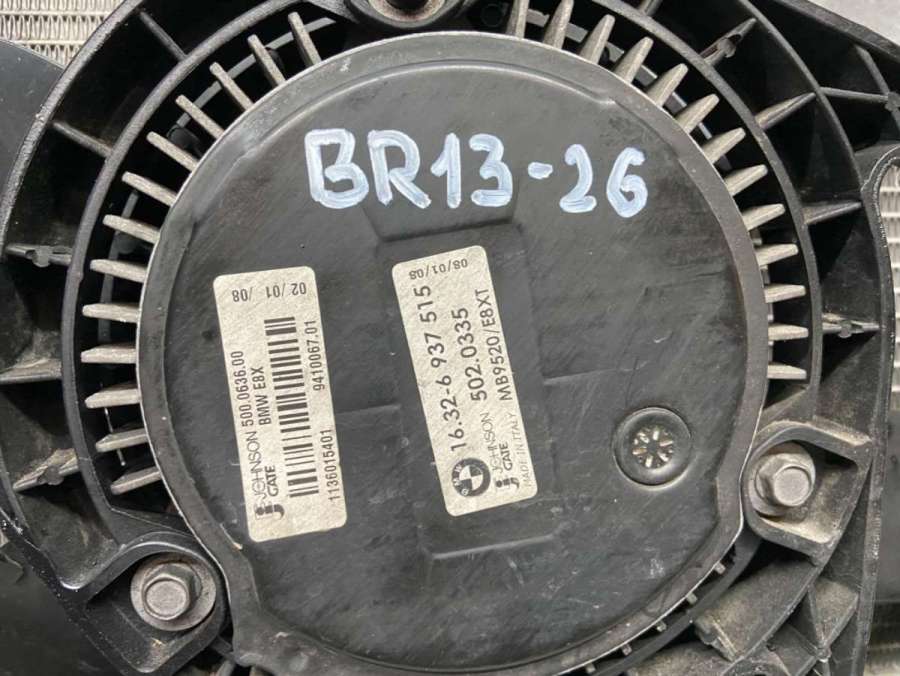 BR13-26
02/01/08
JOHNSON
GATE
500.0636.00
BMW E8X
9410067.01
1136015401
08/01/08
16.32-6 937 515
502.0335
JOHNSON
GATE
MB9520/E8XT
MADE IN ITALY